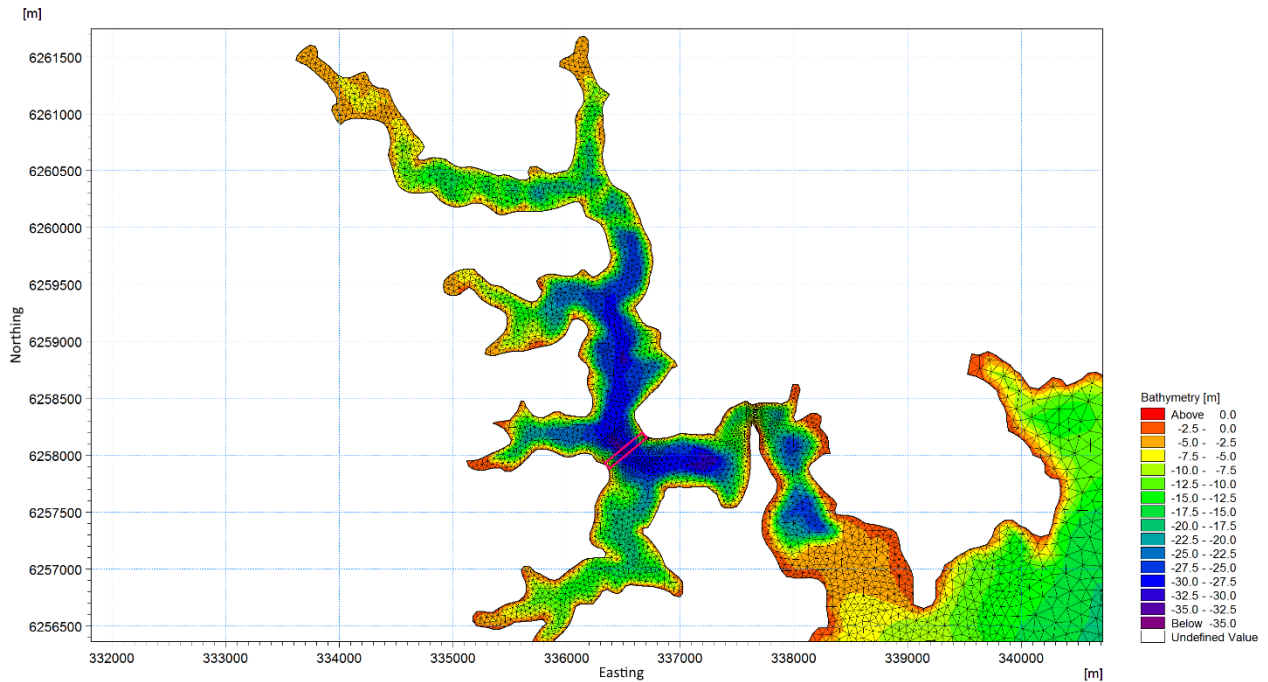 [m]
6261500
6261000
6260500
6260000
6259500
6259000
6258500
6258000
6257500
6257000
6256500
Northing
332000 333000 334000 335000 336000 337000 338000 339000 340000
Easting
[m]
Bathymetry [m]
Above 0.0
-2.5 - 0.0
-5.0 - -2.5
-7.5 - -5.0
-10.0 - -7.5
-12.5 - -10.0
-15.0 - -12.5
-17.5 - -15.0
-20.0 - -17.5
-22.5 - -20.0
-25.0 - -22.5
-27.5 - -25.0
-30.0 - -27.5
-32.5 - -30.0
-35.0 - -32.5
Below -35.0
Undefined Value